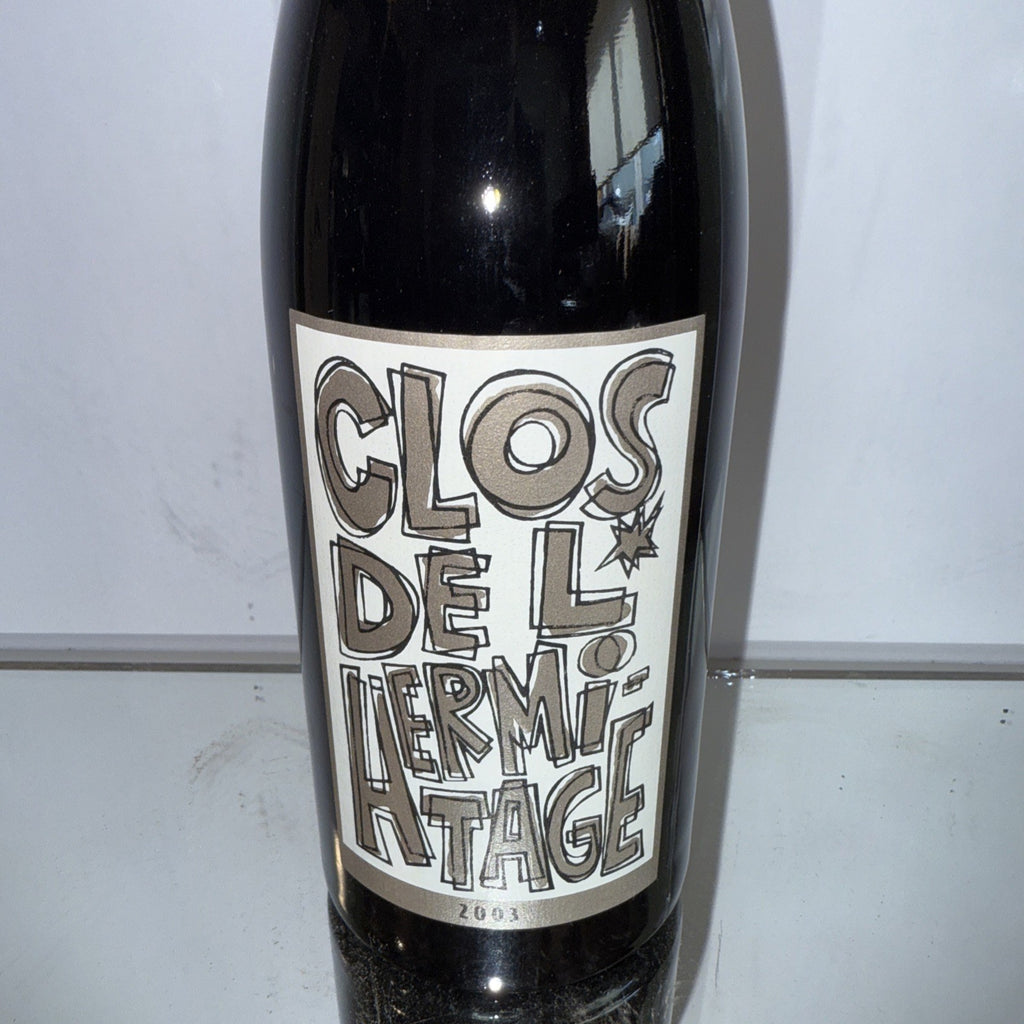 CLOS
DE L*
HERMI-
TAGE
2003